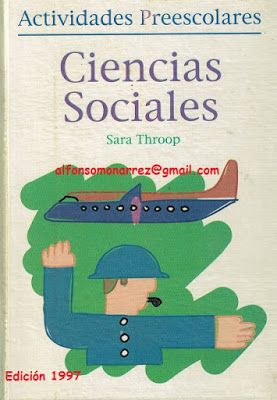 Actividades Preescolares
Ciencias
Sociales
Sara Throop
alfonsomonarrez@gmail.com
Edición 1997